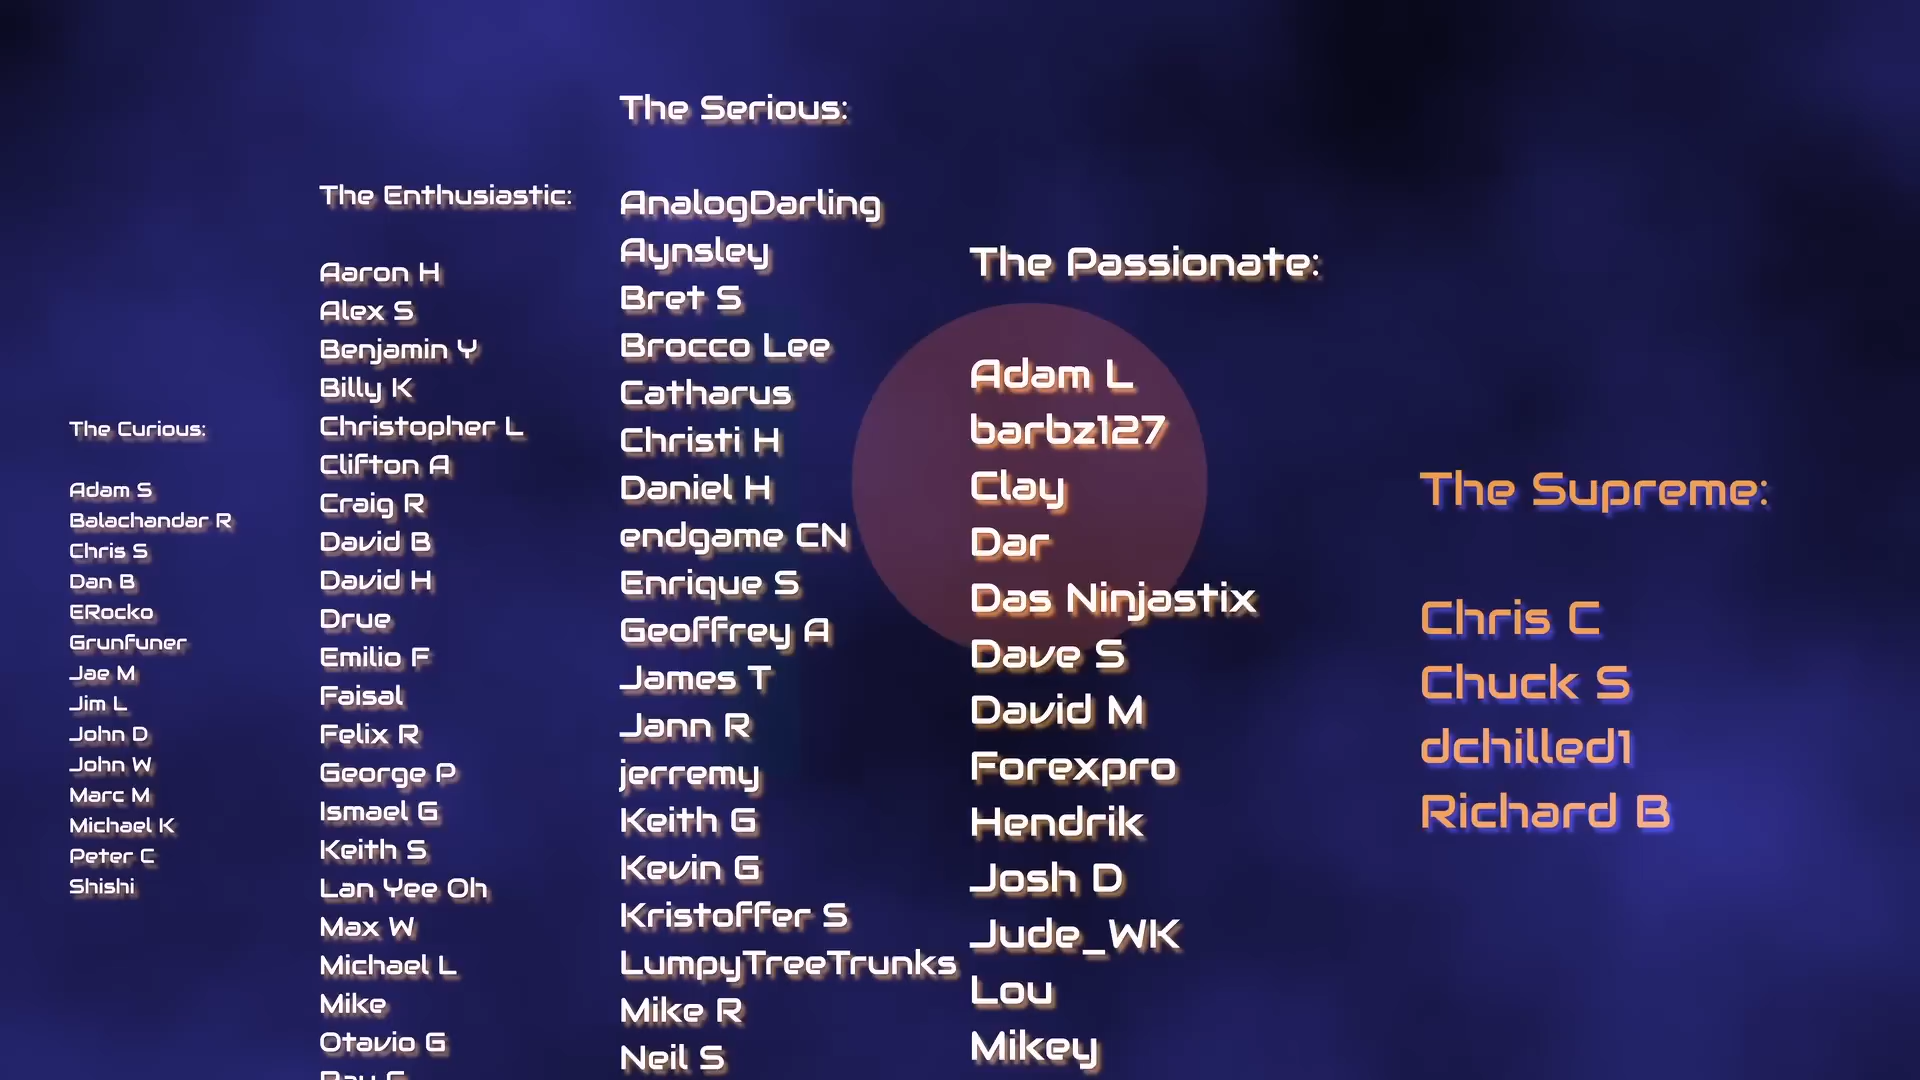 The Curious:
Adam S
Balachandar R
Chris S
Dan B
ERocko
Grunfuner
Jae M
Jim L
John D
John W
Marc M
Michael K
Peter C
Shishi
The Enthusiastic:
Aaron H
Alex S
Benjamin Y
Billy K
Christopher L
Clifton A
Craig R
David B
David H
Drue
Emilio F
Faisal
Felix R
George P
Ismael G
Keith S
Lan Yee Oh
Max W
Michael L
Mike
Otavio G
The Serious:
AnalogDarling
Aynsley
Bret S
Brocco Lee
Catharus
Christi H
Daniel H
endgame CN
Enrique S
Geoffrey A
James T
Jann R
jerremy
Keith G
Kevin G
Kristoffer S
LumpyTreeTrunks
Mike R
Neil S
The Passionate:
Adam L
barbz127
Clay
Dar
Das Ninjastix
Dave S
David M
Forexpro
Hendrik
Josh D
Jude_WK
Lou
Mikey
The Supreme:
Chris C
Chuck S
dchilled1
Richard B